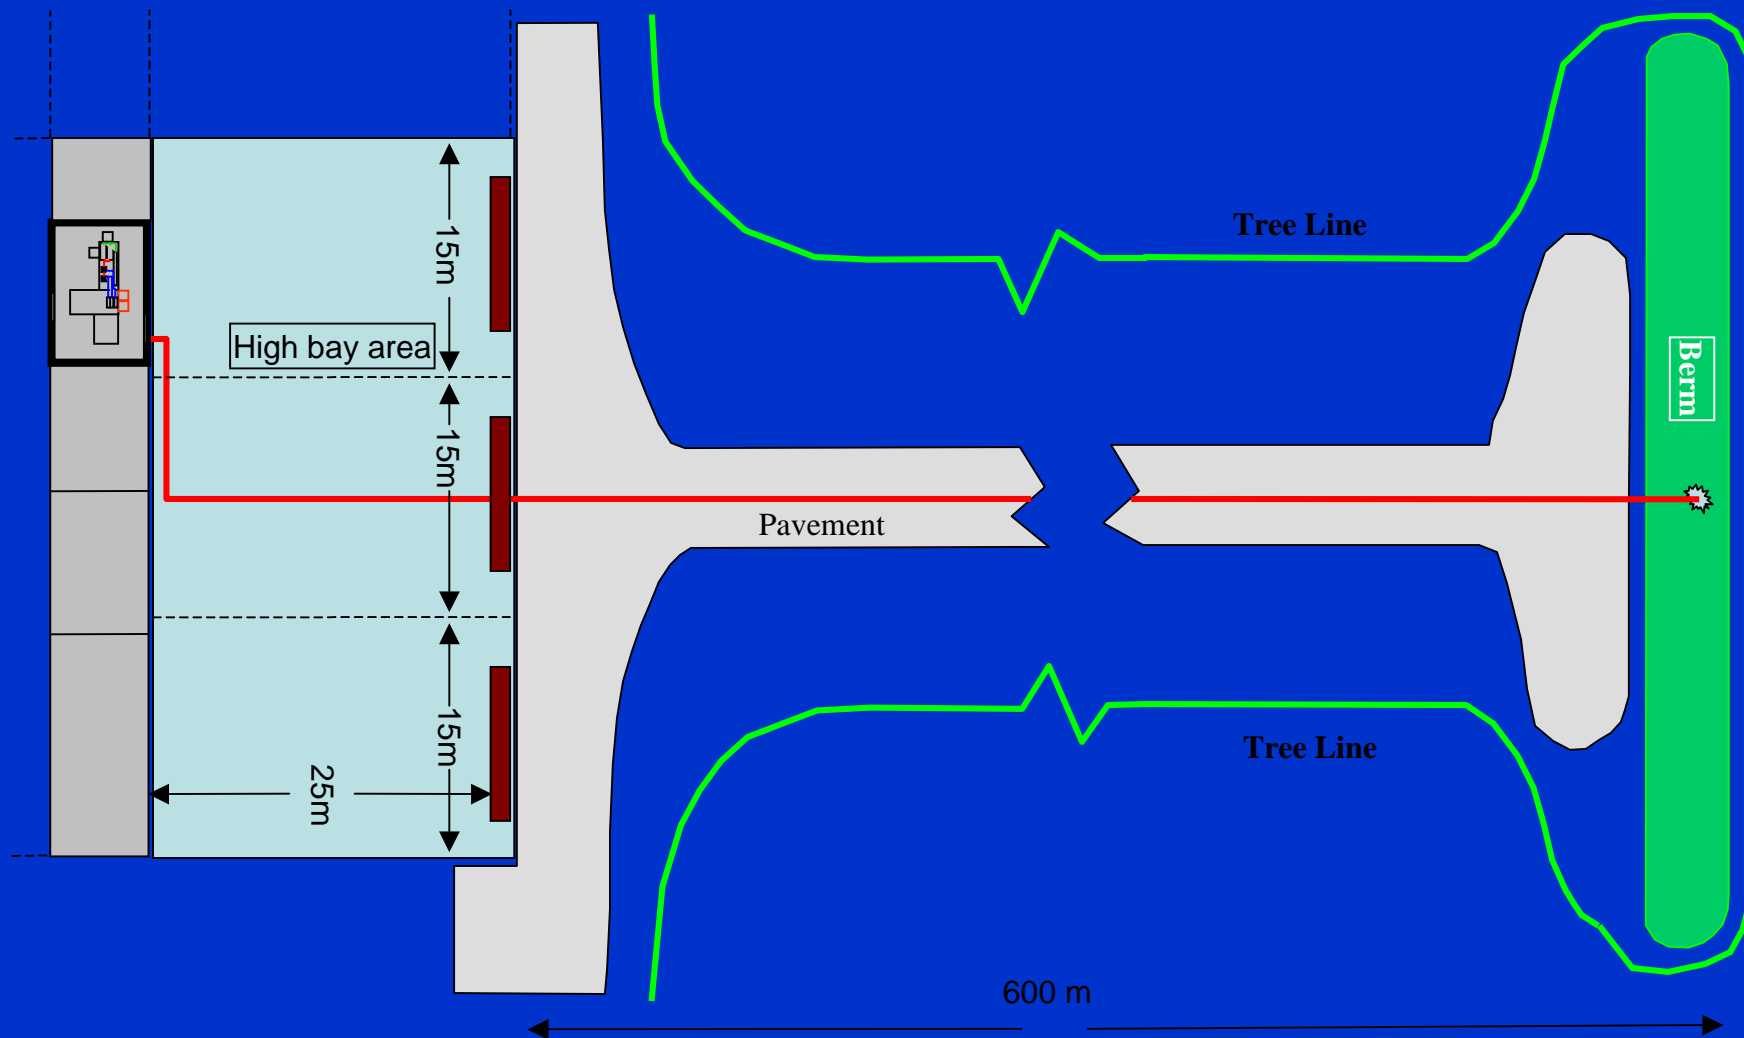 Tree Line
15m
High bay area
Berm
15m
Pavement
15m
Tree Line
25m
600 m